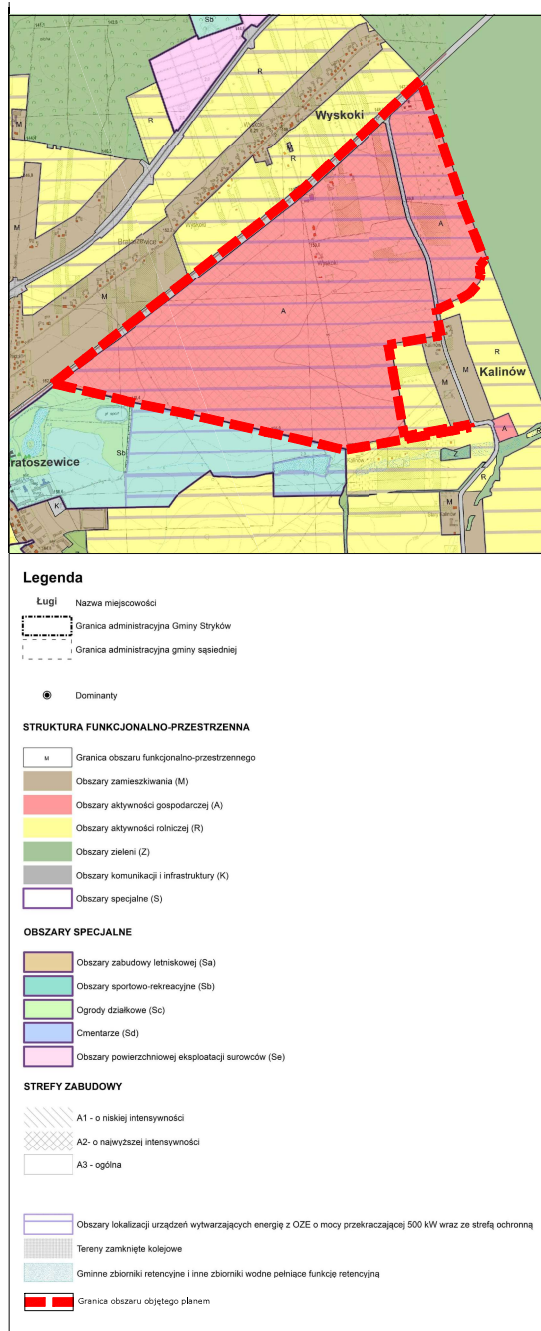 Sb
R
M
Wyskoki
R
R
M
Wyskoki
Bratoszewice
Wyskoki
A
M
A
R
M
Kalinów
M
A
Sb
Z
Z
R
R
ratoszewice
K
M
Legenda
Ługi Nazwa miejscowości
Granica administracyjna Gminy Stryków
Granica administracyjna gminy sąsiedniej
Dominanty
STRUKTURA FUNKCJONALNO-PRZESTRZENNA
M Granica obszaru funkcjonalno-przestrzennego
Obszary zamieszkiwania (M)
Obszary aktywności gospodarczej (A)
Obszary aktywności rolniczej (R)
Obszary zieleni (Z)
Obszary komunikacji i infrastruktury (K)
Obszary specjalne (S)
OBSZARY SPECJALNE
Obszary zabudowy letniskowej (Sa)
Obszary sportowo-rekreacyjne (Sb)
Ogrody działkowe (Sc)
Cmentarze (Sd)
Obszary powierzchniowej eksploatacji surowców (Se)
STREFY ZABUDOWY
A1 - o niskiej intensywności
A2- o najwyższej intensywności
A3 - ogólna
Obszary lokalizacji urządzeń wytwarzających energię z OZE o mocy przekraczającej 500 kW wraz ze strefą ochronną
Tereny zamknięte kolejowe
Gminne zbiorniki retencyjne i inne zbiorniki wodne pełniące funkcję retencyjną
Granica obszaru objętego planem